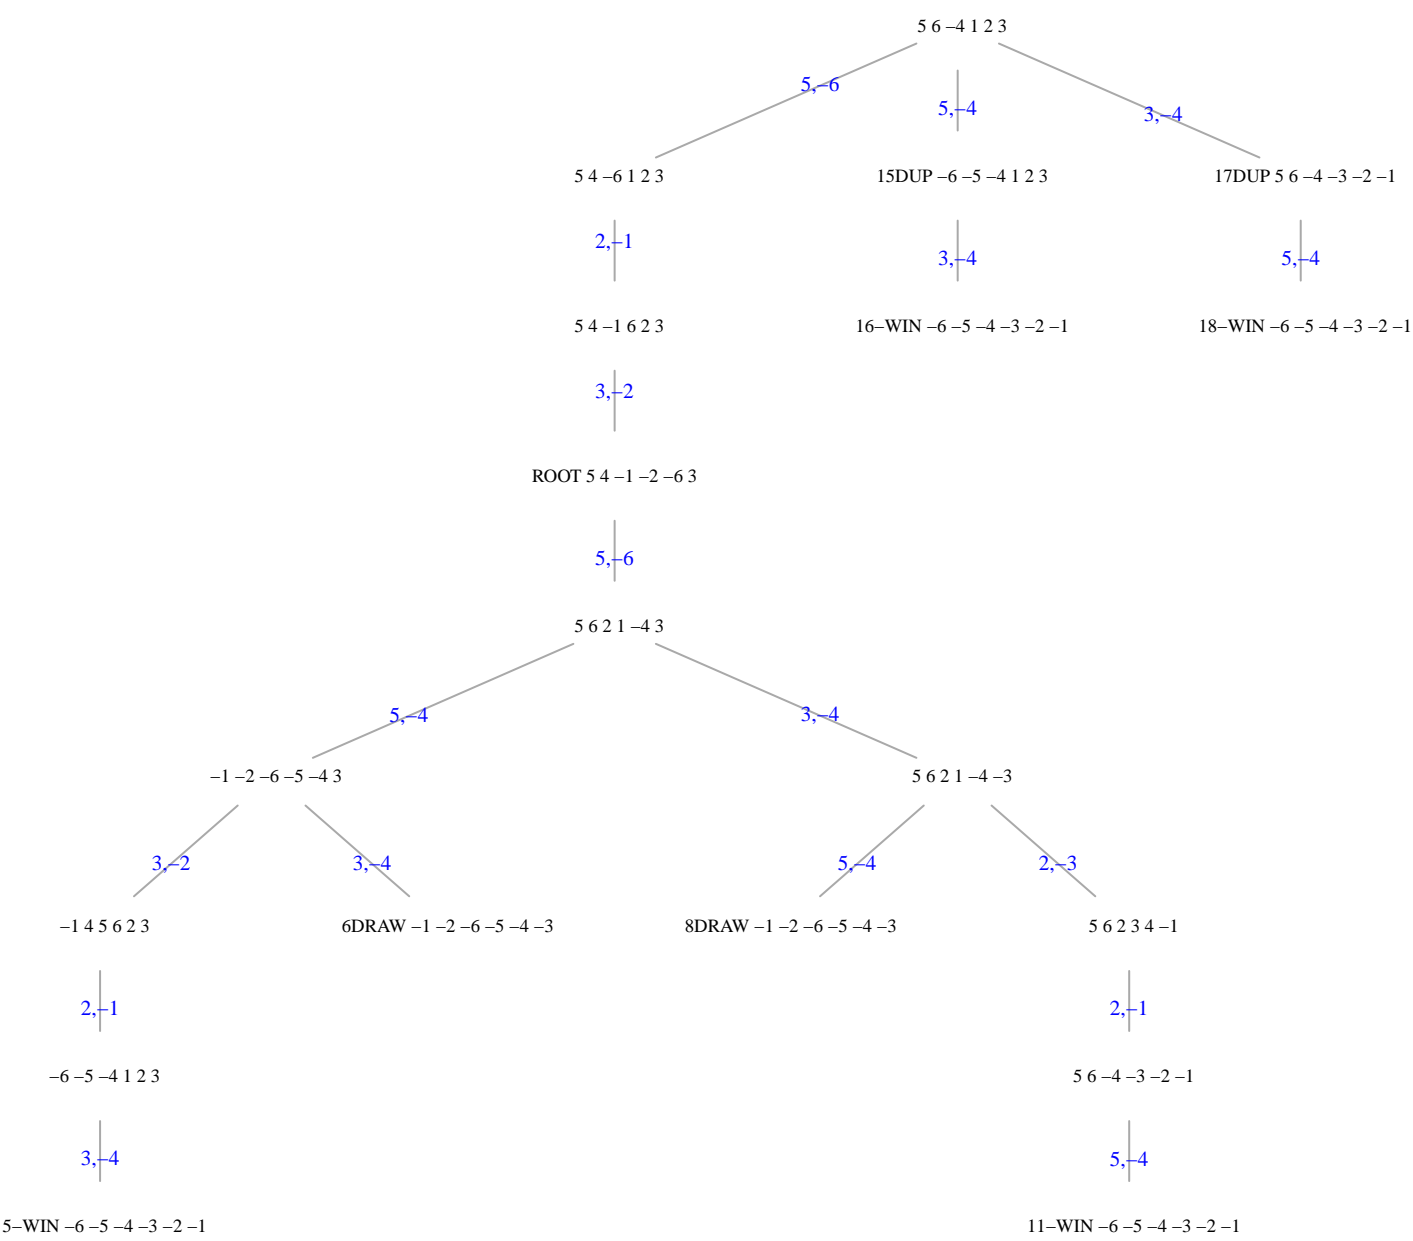 5 6 –4 1 2 3
5,–6
5,–4
3,–4
5 4 –6 1 2 3
15DUP –6 –5 –4 1 2 3
17DUP 5 6 –4 –3 –2 –1
2,–1
3,–4
5,–4
5 4 –1 6 2 3
16–WIN –6 –5 –4 –3 –2 –1
18–WIN –6 –5 –4 –3 –2 –1
3,–2
ROOT 5 4 –1 –2 –6 3
5,–6
5 6 2 1 –4 3
5,–4
3,–4
–1 –2 –6 –5 –4 3
5 6 2 1 –4 –3
3,–2
3,–4
5,–4
2,–3
–1 4 5 6 2 3
6DRAW –1 –2 –6 –5 –4 –3
8DRAW –1 –2 –6 –5 –4 –3
5 6 2 3 4 –1
2,–1
2,–1
–6 –5 –4 1 2 3
5 6 –4 –3 –2 –1
3,–4
5,–4
5–WIN –6 –5 –4 –3 –2 –1
11–WIN –6 –5 –4 –3 –2 –1